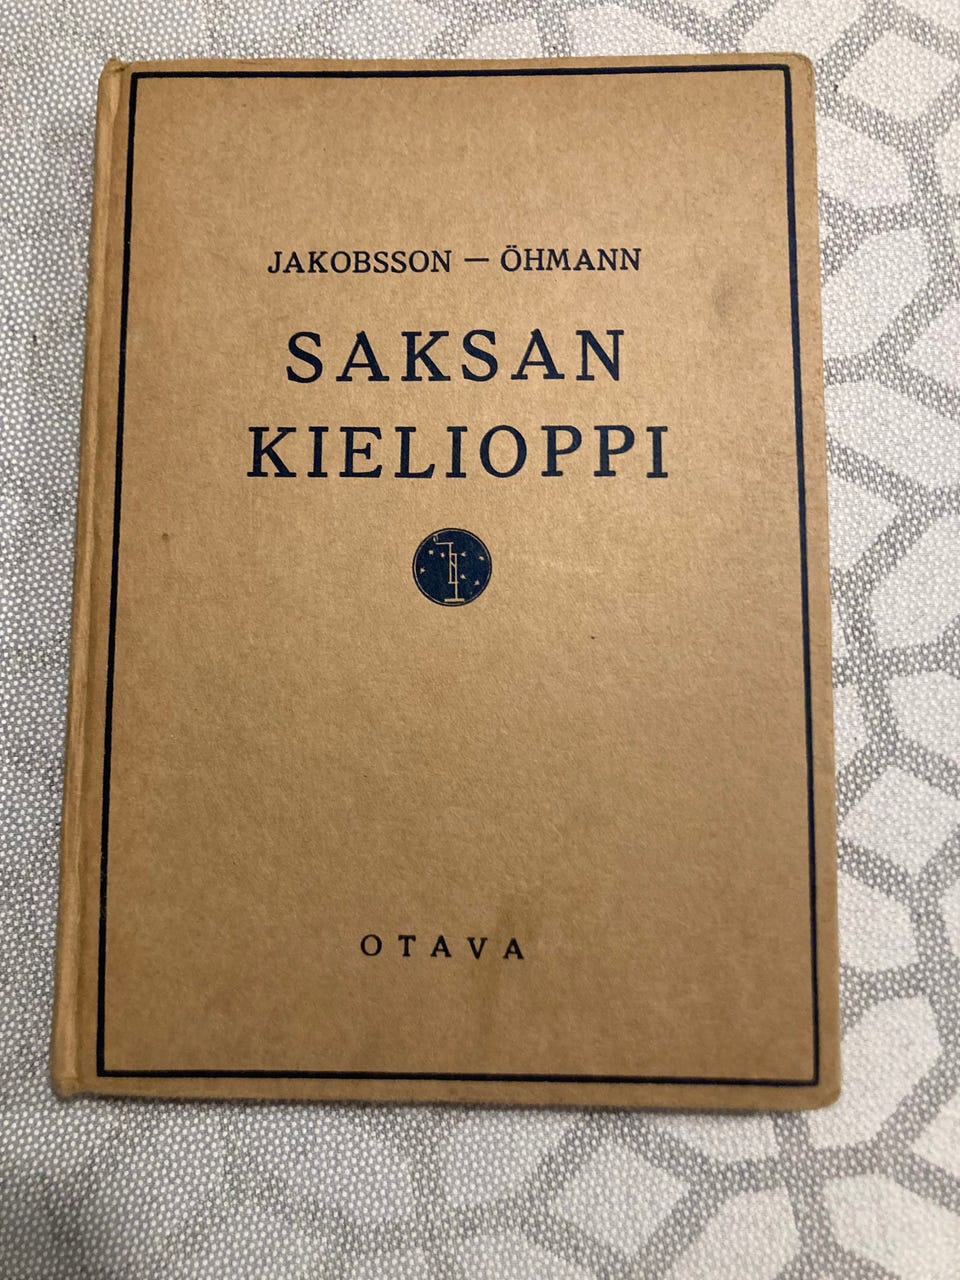 JAKOBSSON — ÖHMANN
SAKSAN
KIELIOPPI
OTAVA